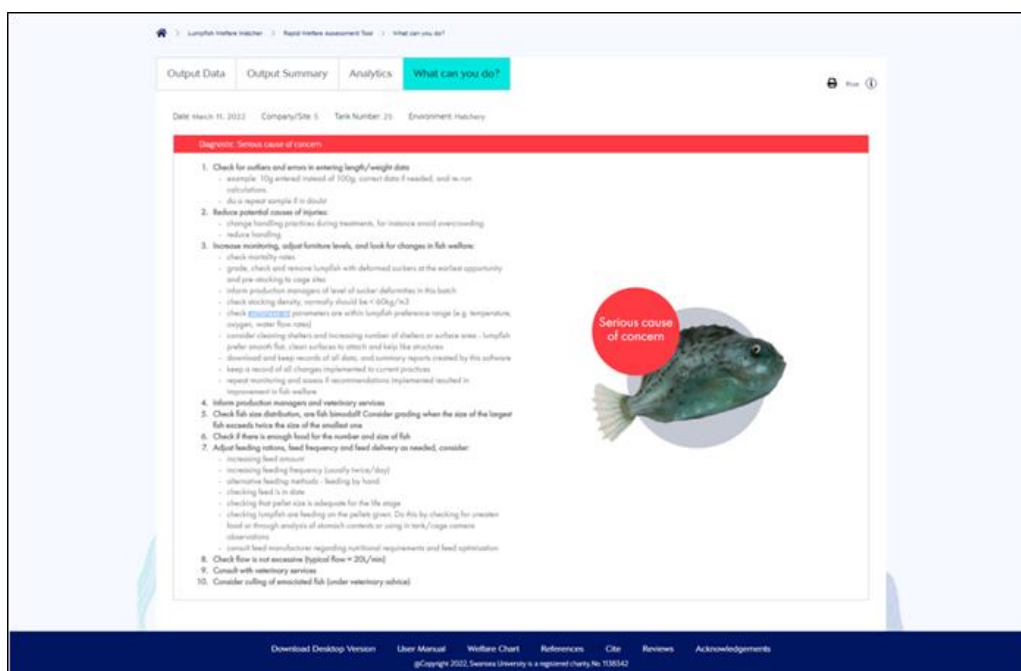 Lumpfish Welfare Watcher > Rapid Welfare Assessment Tool > What can you do?
Output Data Output Summary Analytics What can you do?
Print
Date: March 11, 2022 Company/Site: 5 Tank Number: 25 Environment: Hatchery
Diagnostic: Serious cause of concern
1. Check for outliers and errors in entering length/weight data
- example: 10g entered instead of 100g, correct data if needed, and re-run
calculations.
- do a repeat sample if in doubt
2. Reduce potential causes of injuries:
- change handling practices during treatments, for instance avoid overcrowding
- reduce handling
3. Increase monitoring, adjust furniture levels, and look for changes in fish welfare:
- check mortality rates
- grade, check and remove lumpfish with deformed suckers at the earliest opportunity
and pre-stocking to cage sites
- inform production managers of level of sucker deformities in this batch
- check stocking density, normally should be < 60kg/m3
- check environment parameters are within lumpfish preference range (e.g. temperature,
oxygen, water flow rates)
- consider cleaning shelters and increasing number of shelters or surface area - lumpfish
prefer smooth flat, clean surfaces to attach and kelp like structures
- download and keep records of all data, and summary reports created by this software
- keep a record of all changes implemented to current practices
- repeat monitoring and assess if recommendations implemented resulted in
improvement in fish welfare
4. Inform production managers and veterinary services
5. Check fish size distribution, are fish bimodal? Consider grading when the size of the largest
fish exceeds twice the size of the smallest one
6. Check if there is enough food for the number and size of fish
7. Adjust feeding rations, feed frequency and feed delivery as needed, consider:
- increasing feed amount
- increasing feeding frequency (usually twice/day)
- alternative feeding methods - feeding by hand
- checking feed is in date
- checking that pellet size is adequate for the life stage
- checking lumpfish are feeding on the pellets given. Do this by checking for uneaten
food or through analysis of stomach contents or using in tank/cage camera
observations
- consult feed manufacturer regarding nutritional requirements and feed optimization
8. Check flow is not excessive (typical flow = 20L/min)
9. Consult with veterinary services
10. Consider culling of emaciated fish (under veterinary advice)
Serious cause
of concern
Download Desktop Version User Manual Welfare Chart References Cite Reviews Acknowledgements
@Copyright 2022, Swansea University is a registered charity, No. 1138342